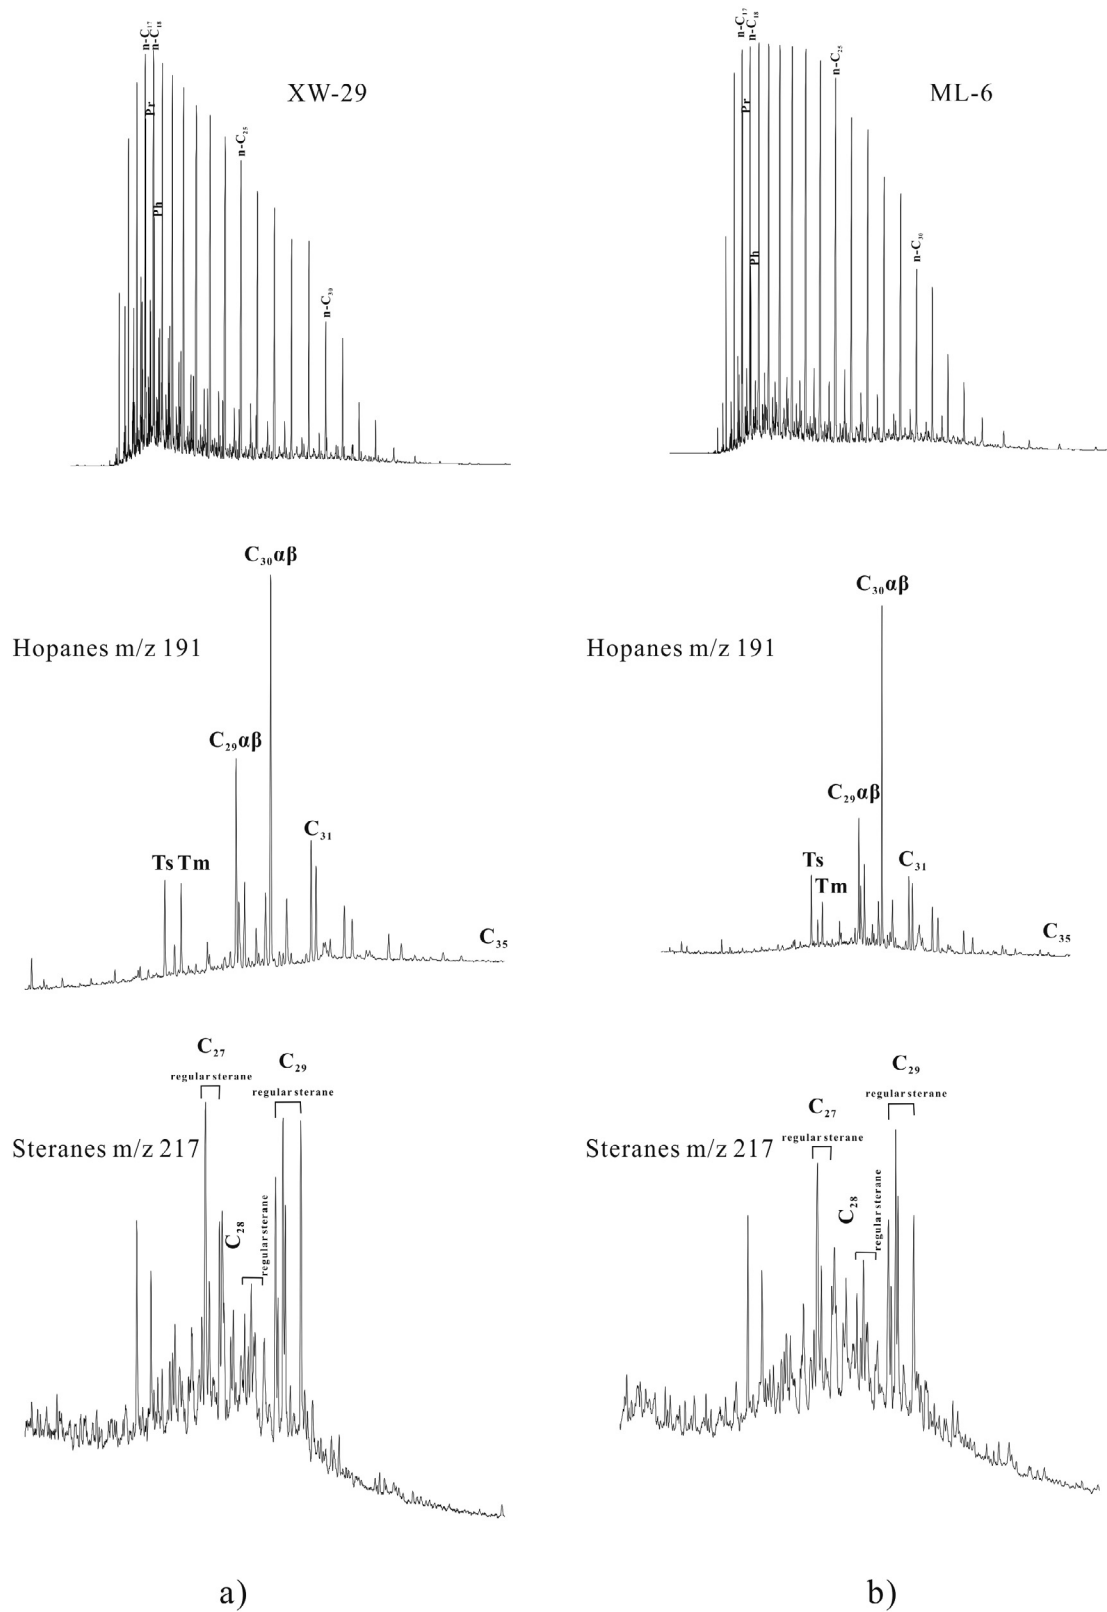 n-C₁₇
n-C₁₈
Pr
Ph
n-C₂₅
n-C₃₀
XW-29
n-C₁₇
n-C₁₈
Pr
Ph
n-C₂₅
n-C₃₀
ML-6
Hopanes m/z 191
C₃₀αβ
C₂₉αβ
Ts Tm
C₃₁
C₃₅
Hopanes m/z 191
C₃₀αβ
C₂₉αβ
Ts
Tm
C₃₁
C₃₅
Steranes m/z 217
C₂₇
regular sterane
C₂₈
regular sterane
C₂₉
regular sterane
Steranes m/z 217
C₂₇
regular sterane
C₂₈
regular sterane
C₂₉
regular sterane
a)
b)